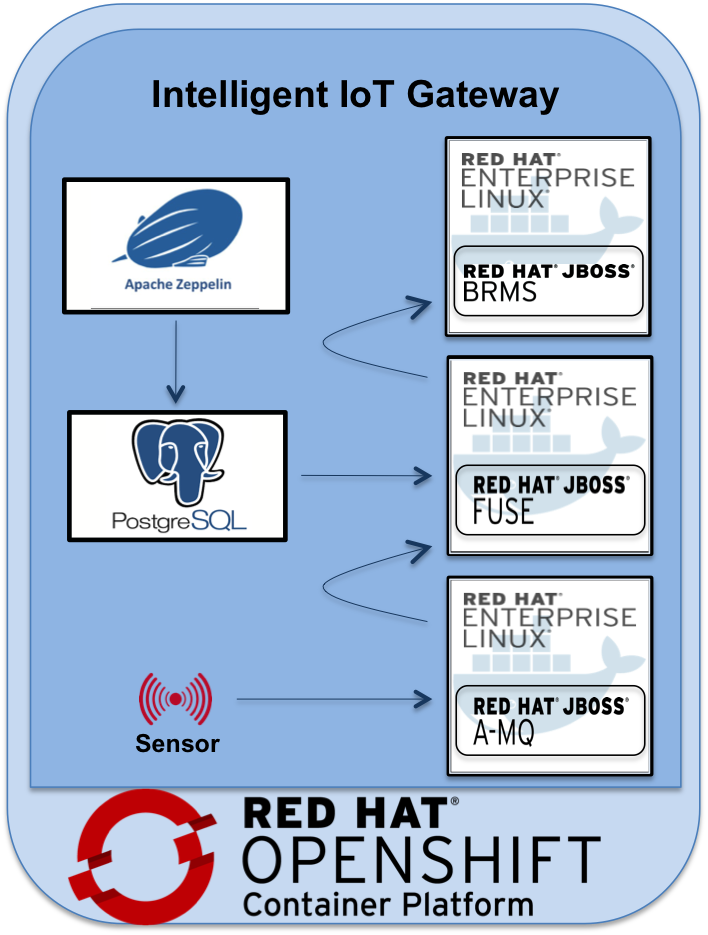 Intelligent IoT Gateway
Apache Zeppelin
PostgreSQL
Sensor
RED HAT®
ENTERPRISE
LINUX®
RED HAT® JBOSS®
BRMS
RED HAT®
ENTERPRISE
LINUX®
RED HAT® JBOSS®
FUSE
RED HAT®
ENTERPRISE
LINUX®
RED HAT® JBOSS®
A-MQ
RED HAT®
OPENSHIFT
Container Platform